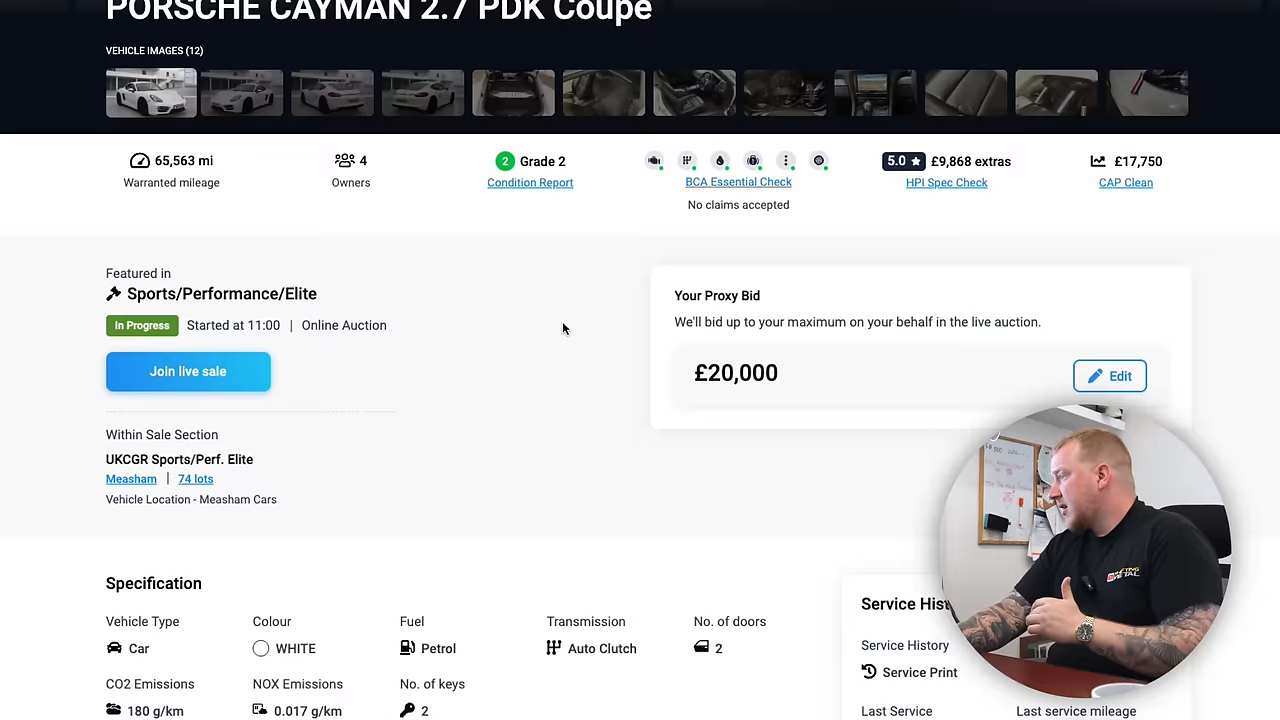 PORSCHE CAYMAN 2.7 PDK Coupe
VEHICLE IMAGES (12)
65,563 mi
Warranted mileage
4
Owners
2 Grade 2
Condition Report
BCA Essential Check
No claims accepted
5.0 £9,868 extras
HPI Spec Check
£17,750
CAP Clean
Featured in
Sports/Performance/Elite
In Progress Started at 11:00 | Online Auction
Join live sale
Within Sale Section
UKCGR Sports/Perf. Elite
Measham | 74 lots
Vehicle Location - Measham Cars
Your Proxy Bid
We'll bid up to your maximum on your behalf in the live auction.
£20,000
Edit
Specification
Vehicle Type
Car
Colour
WHITE
Fuel
Petrol
Transmission
Auto Clutch
No. of doors
2
CO2 Emissions
180 g/km
NOX Emissions
0.017 g/km
No. of keys
2
Service Hist
Service History
Service Print
Last Service
Last service mileage